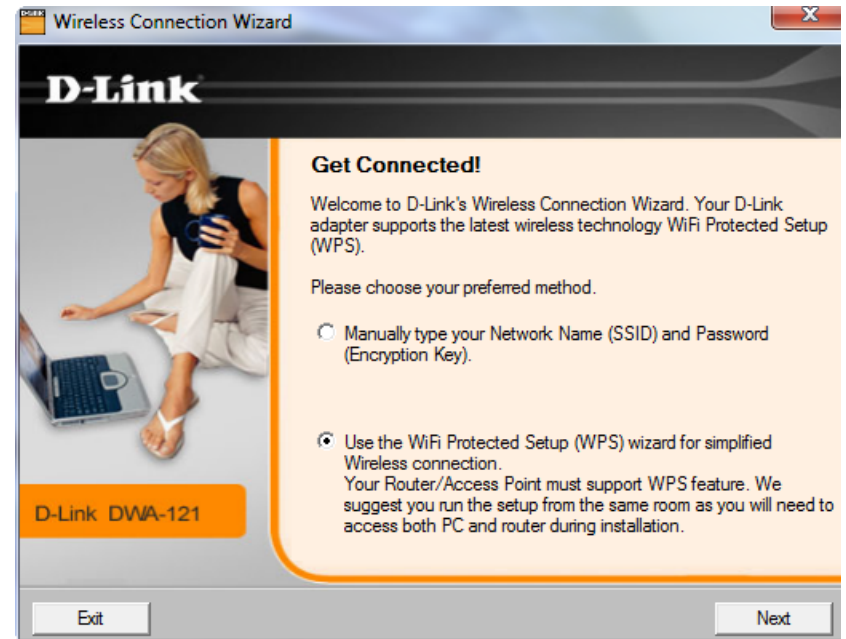 Wireless Connection Wizard
D-Link
Get Connected!
Welcome to D-Link's Wireless Connection Wizard. Your D-Link
adapter supports the latest wireless technology WiFi Protected Setup
(WPS).
Please choose your preferred method.
Manually type your Network Name (SSID) and Password
(Encryption Key).
Use the WiFi Protected Setup (WPS) wizard for simplified
Wireless connection.
Your Router/Access Point must support WPS feature. We
suggest you run the setup from the same room as you will need to
access both PC and router during installation.
D-Link DWA-121
Exit
Next